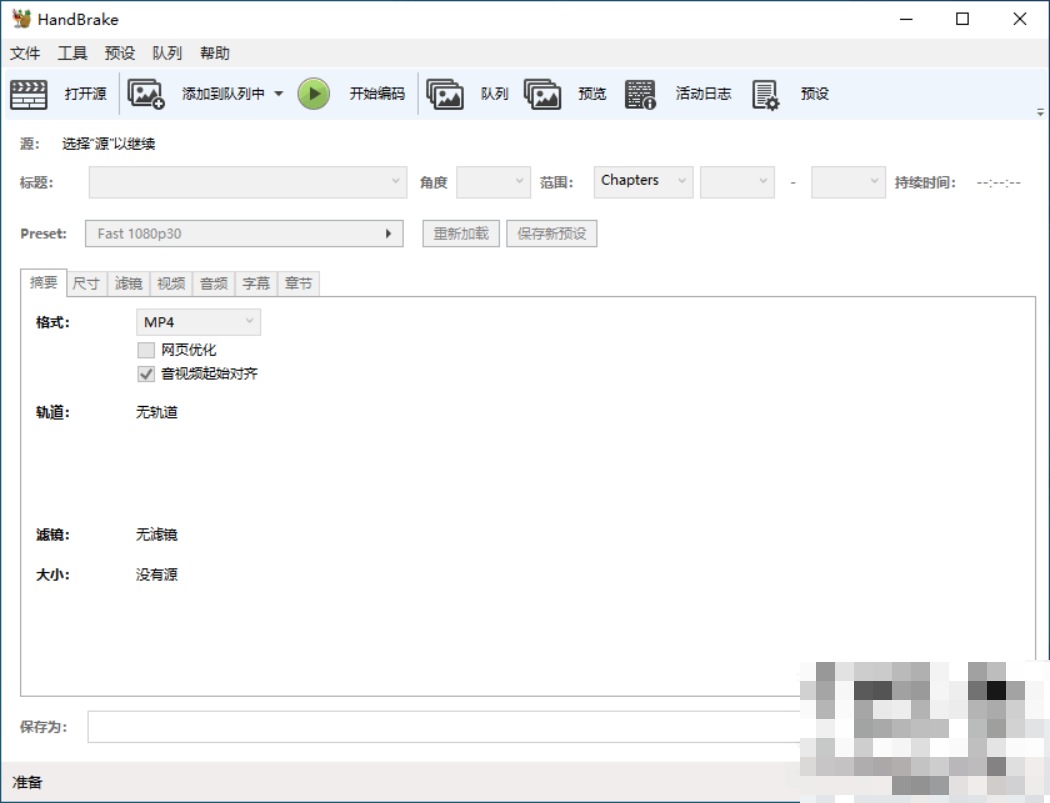 HandBrake
文件 工具 预设 队列 帮助
打开源 添加到队列中 开始编码 队列 预览 活动日志 预设
源： 选择“源”以继续
标题： 角度 范围： Chapters - 持续时间： --:--:--
Preset: Fast 1080p30 重新加载 保存新预设
摘要 尺寸 滤镜 视频 音频 字幕 章节
格式： MP4
网页优化
音视频起始对齐
轨道： 无轨道
滤镜： 无滤镜
大小： 没有源
保存为：
准备